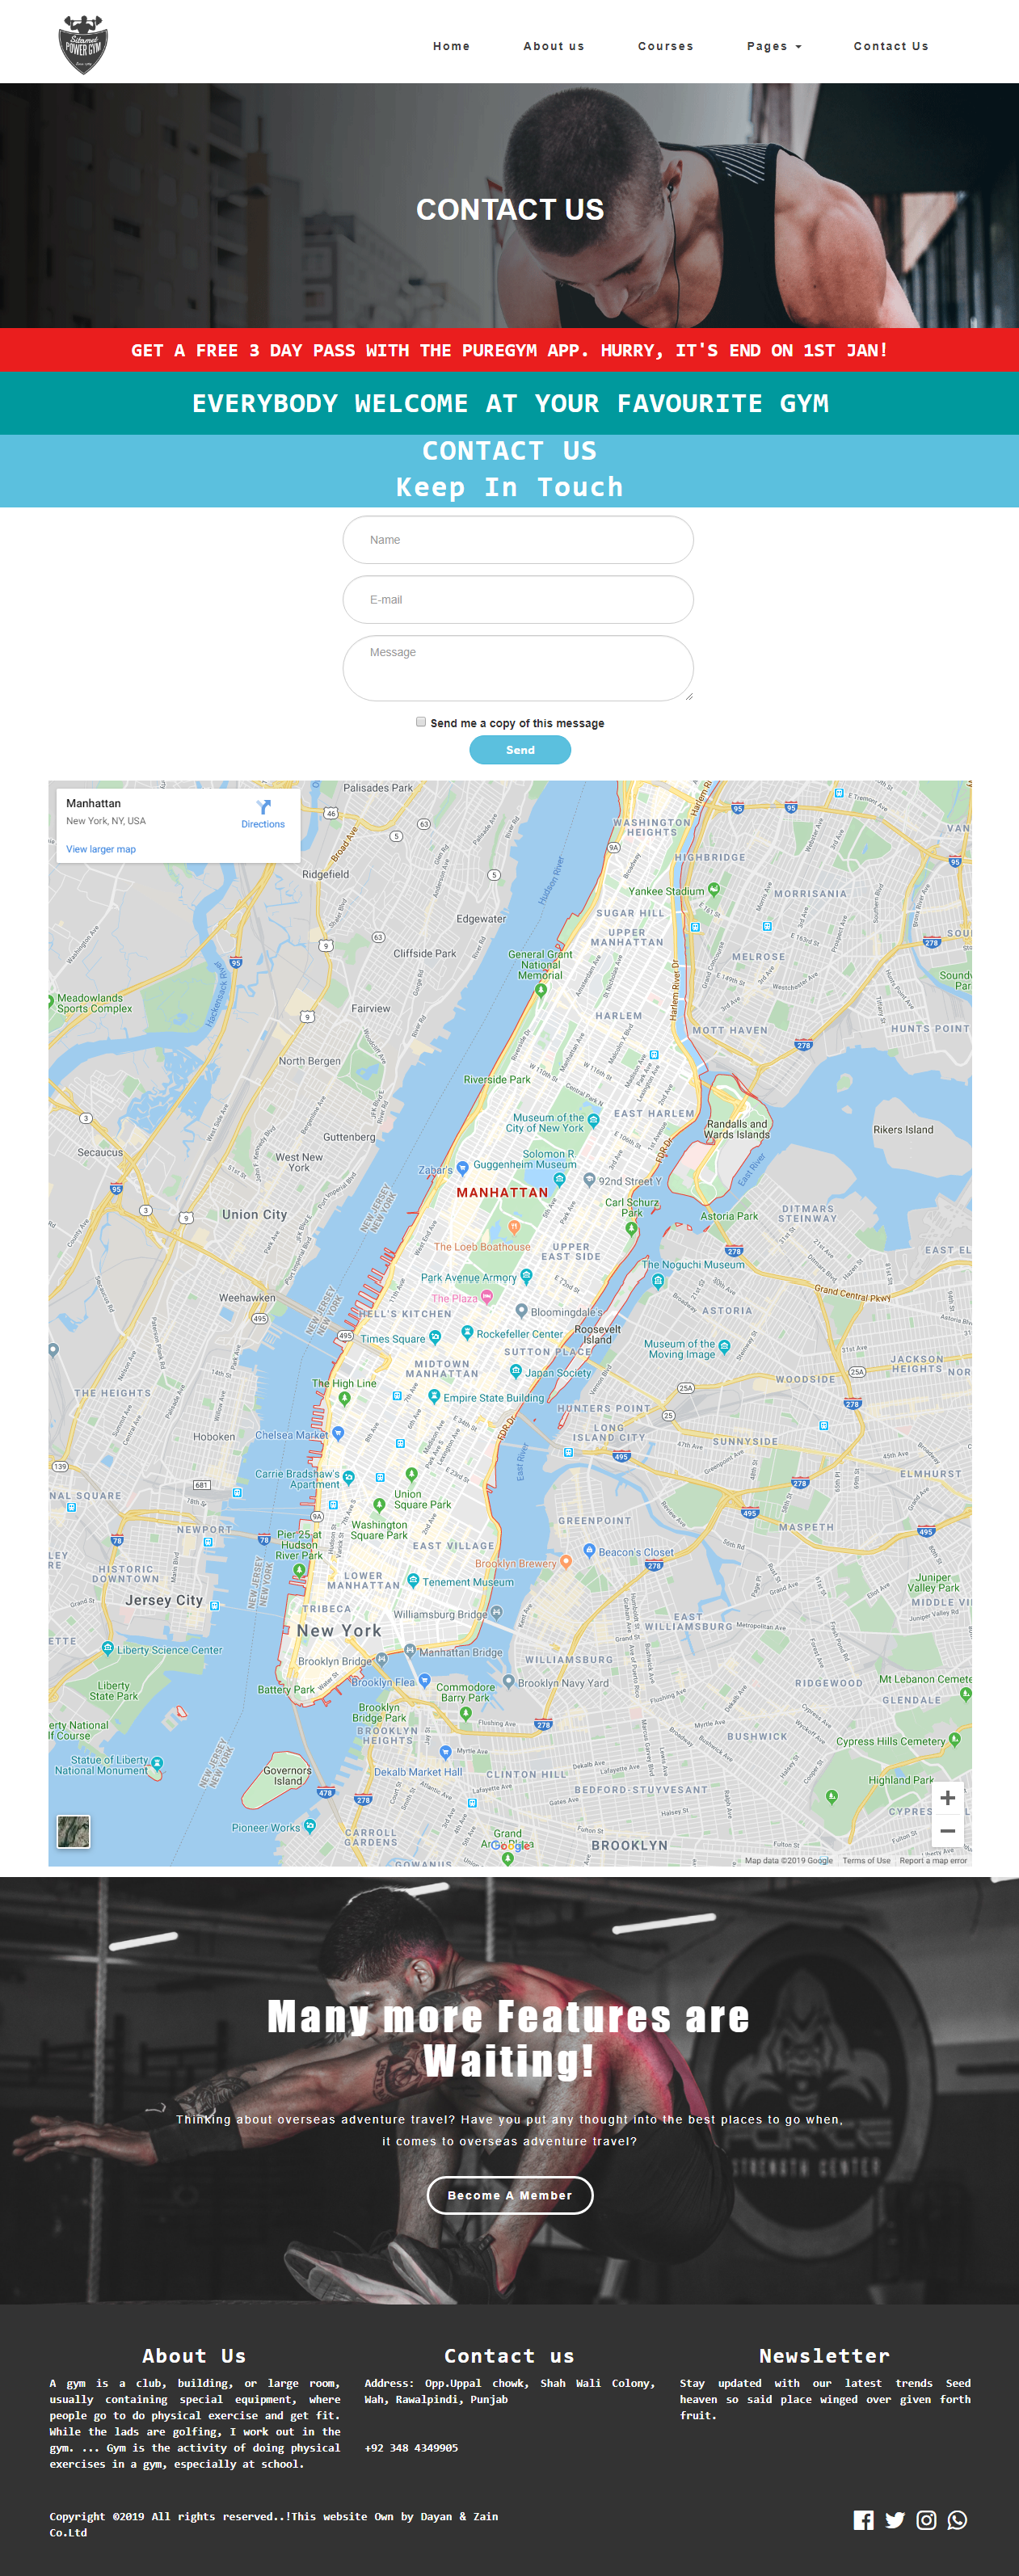 POWER GYM
Home About us Courses Pages Contact Us
CONTACT US
GET A FREE 3 DAY PASS WITH THE PUREGYM APP. HURRY, IT'S END ON 1ST JAN!
EVERYBODY WELCOME AT YOUR FAVOURITE GYM
CONTACT US
Keep In Touch
Name
E-mail
Message
Send me a copy of this message
Send
Manhattan
New York, NY, USA
Directions
View larger map
Palisades Park
WASHINGTON
HEIGHTS
HIGHBRIDGE
Ridgefield
Yankee Stadium
MORRISANIA
Edgewater
SUGAR HILL
UPPER
MANHATTAN
Cliffside Park
General Grant
National
Memorial
MELROSE
Meadowlands
Sports Complex
Fairview
HARLEM
MOTT HAVEN
HUNTS POINT
North Bergen
Riverside Park
Museum of the
City of New York
EAST HARLEM
Randalls and
Wards Islands
Rikers Island
Guttenberg
Secaucus
West New
York
Solomon R.
Guggenheim Museum
Zabar's
92nd Street Y
MANHATTAN
Carl Schurz
Park
Union City
Astoria Park
DITMARS
STEINWAY
The Loeb Boathouse
UPPER
EAST SIDE
EAST EL
The Noguchi Museum
Park Avenue Armory
Grand Central Pkwy
Weehawken
The Plaza
HELL'S KITCHEN
Bloomingdale's
ASTORIA
Times Square
Rockefeller Center
Roosevelt
Island
Museum of the
Moving Image
SUTTON PLACE
MIDTOWN
MANHATTAN
Japan Society
JACKSON
HEIGHTS
WOODSIDE
THE HEIGHTS
The High Line
Empire State Building
HUNTERS POINT
Hoboken
Chelsea Market
LONG
ISLAND CITY
SUNNYSIDE
Carrie Bradshaw's
Apartment
ELMHURST
Union
Square Park
NEWPORT
Pier 25 at
Hudson
River Park
Washington
Square Park
GREENPOINT
MASPETH
EAST VILLAGE
Beacon's Closet
Brooklyn Brewery
HISTORIC
DOWNTOWN
LOWER
MANHATTAN
Tenement Museum
Juniper
Valley Park
Jersey City
TRIBECA
Williamsburg Bridge
EAST
WILLIAMSBURG
New York
Liberty Science Center
Manhattan Bridge
Brooklyn Bridge
WILLIAMSBURG
Brooklyn Flea
Brooklyn Navy Yard
Liberty
State Park
Battery Park
Commodore
Barry Park
RIDGEWOOD
GLENDALE
Brooklyn
Bridge Park
BROOKLYN
HEIGHTS
BUSHWICK
Cypress Hills Cemetery
Statue of Liberty
National Monument
Governors
Island
Dekalb Market Hall
CLINTON HILL
BEDFORD-STUYVESANT
Highland Park
Pioneer Works
CARROLL
GARDENS
Google
BROOKLYN
GOWANUS
Map data ©2019 Google Terms of Use Report a map error
Many more Features are
Waiting!
Thinking about overseas adventure travel? Have you put any thought into the best places to go when,
it comes to overseas adventure travel?
Become A Member
About Us
A gym is a club, building, or large room,
usually containing special equipment, where
people go to do physical exercise and get fit.
While the lads are golfing, I work out in the
gym. ... Gym is the activity of doing physical
exercises in a gym, especially at school.
Contact us
Address: Opp.Uppal chowk, Shah Wali Colony,
Wah, Rawalpindi, Punjab
+92 348 4349905
Newsletter
Stay updated with our latest trends Seed
heaven so said place winged over given forth
fruit.
Copyright ©2019 All rights reserved..!This website Own by Dayan & Zain
Co.Ltd